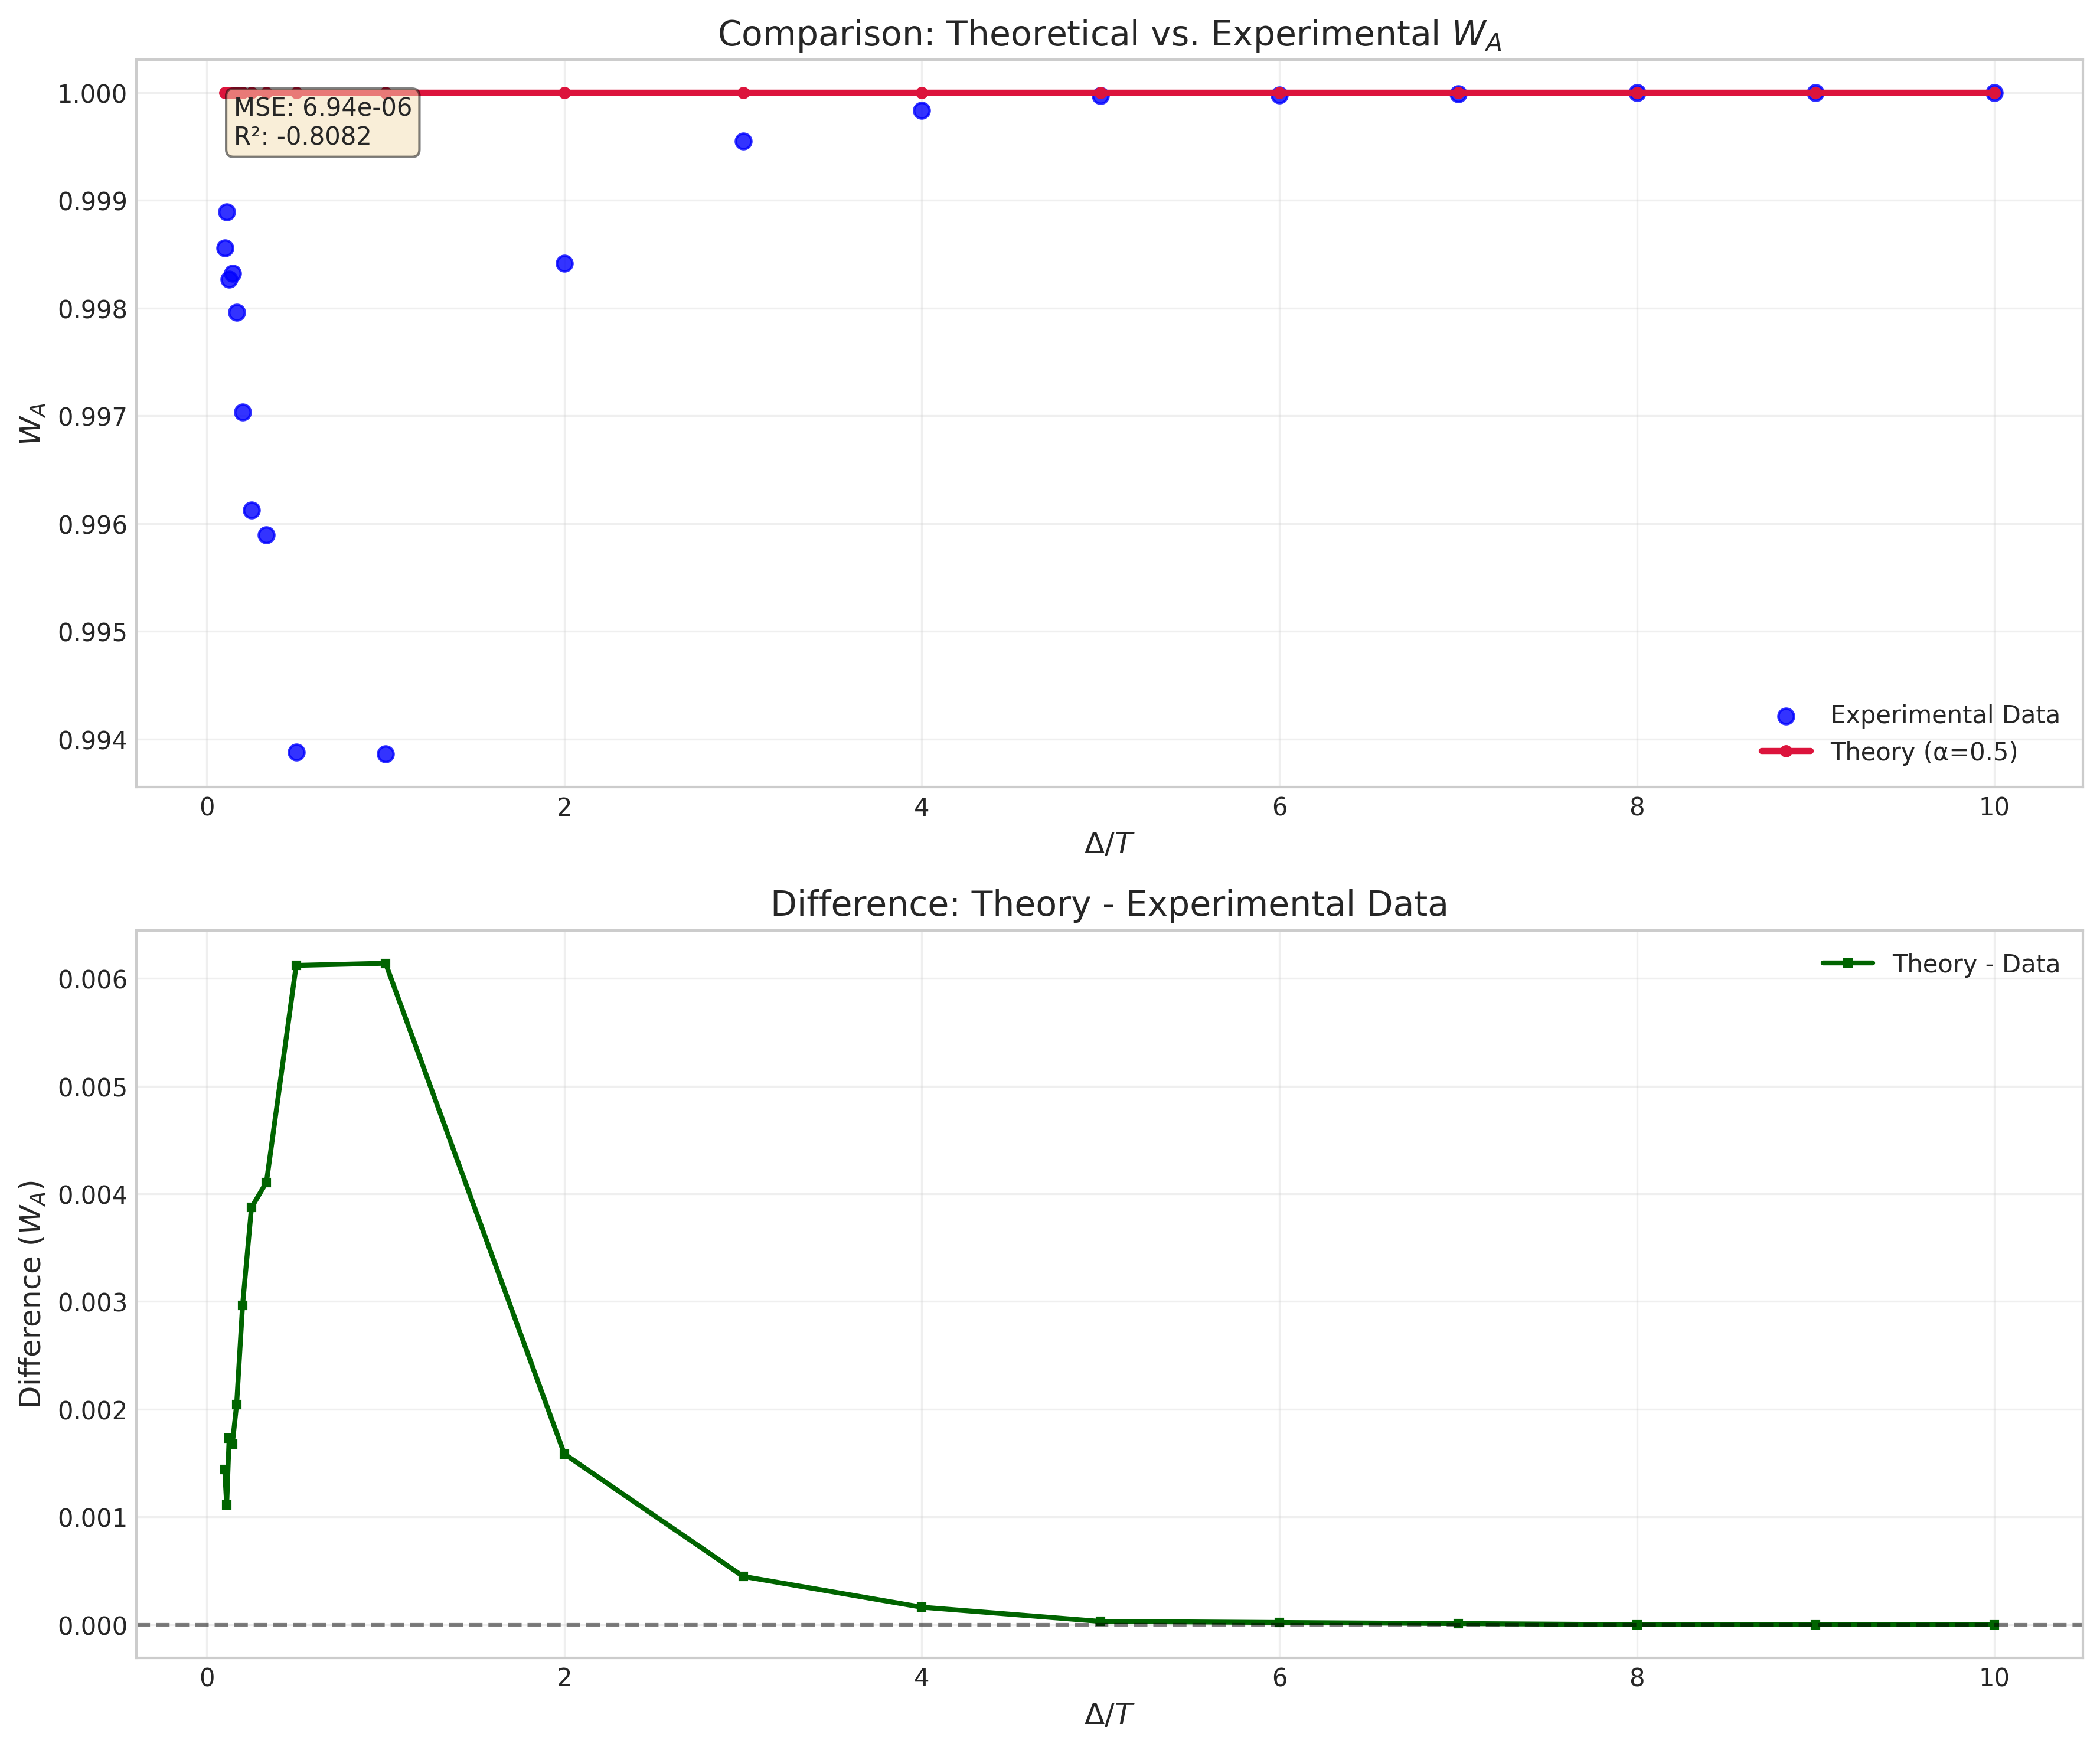 Comparison: Theoretical vs. Experimental W_A
1.000
0.999
0.998
0.997
0.996
0.995
0.994
W_A
MSE: 6.94e-06
R²: -0.8082
Experimental Data
Theory (α=0.5)
0 2 4 6 8 10
Δ/T
Difference: Theory - Experimental Data
0.006
0.005
0.004
0.003
0.002
0.001
0.000
Difference (W_A)
Theory - Data
0 2 4 6 8 10
Δ/T